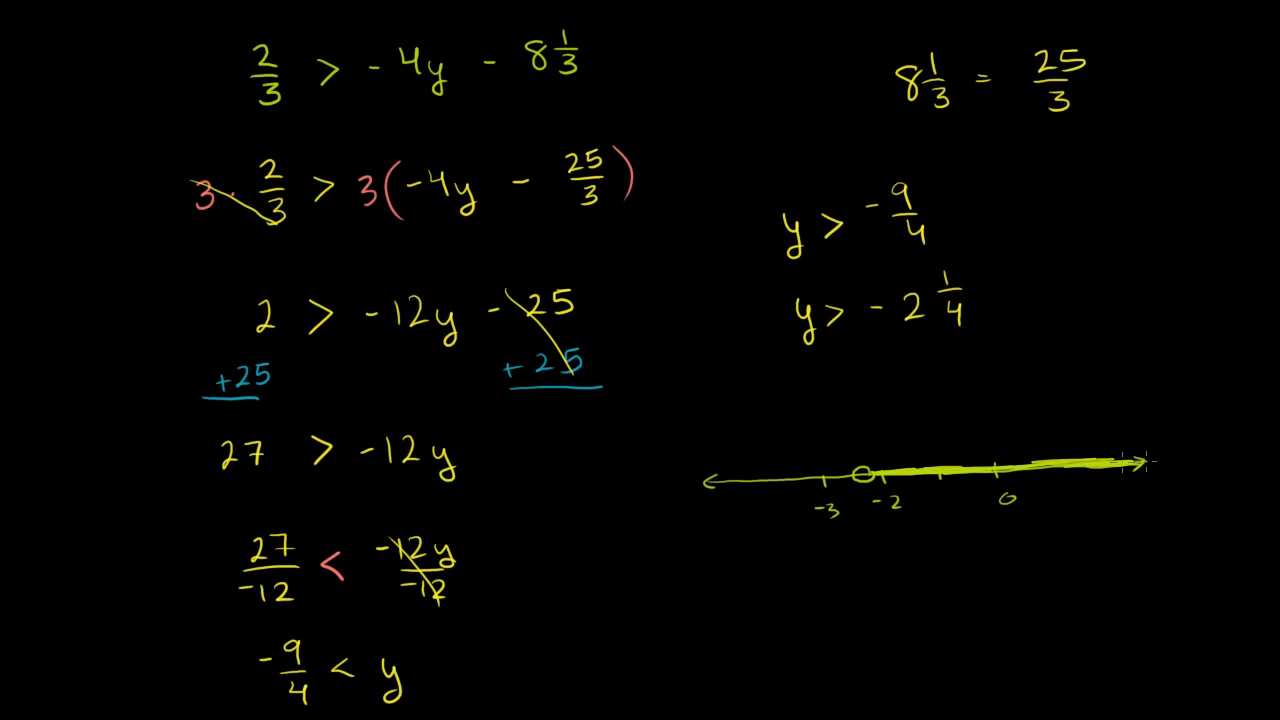 2/3 > -4y - 8 1/3
3 · 2/3 > 3(-4y - 25/3)
2 > -12y - 25
+25 +25
27 > -12y
27/-12 < -12y/-12
-9/4 < y
8 1/3 = 25/3
y > -9/4
y > -2 1/4
-3 -2 0